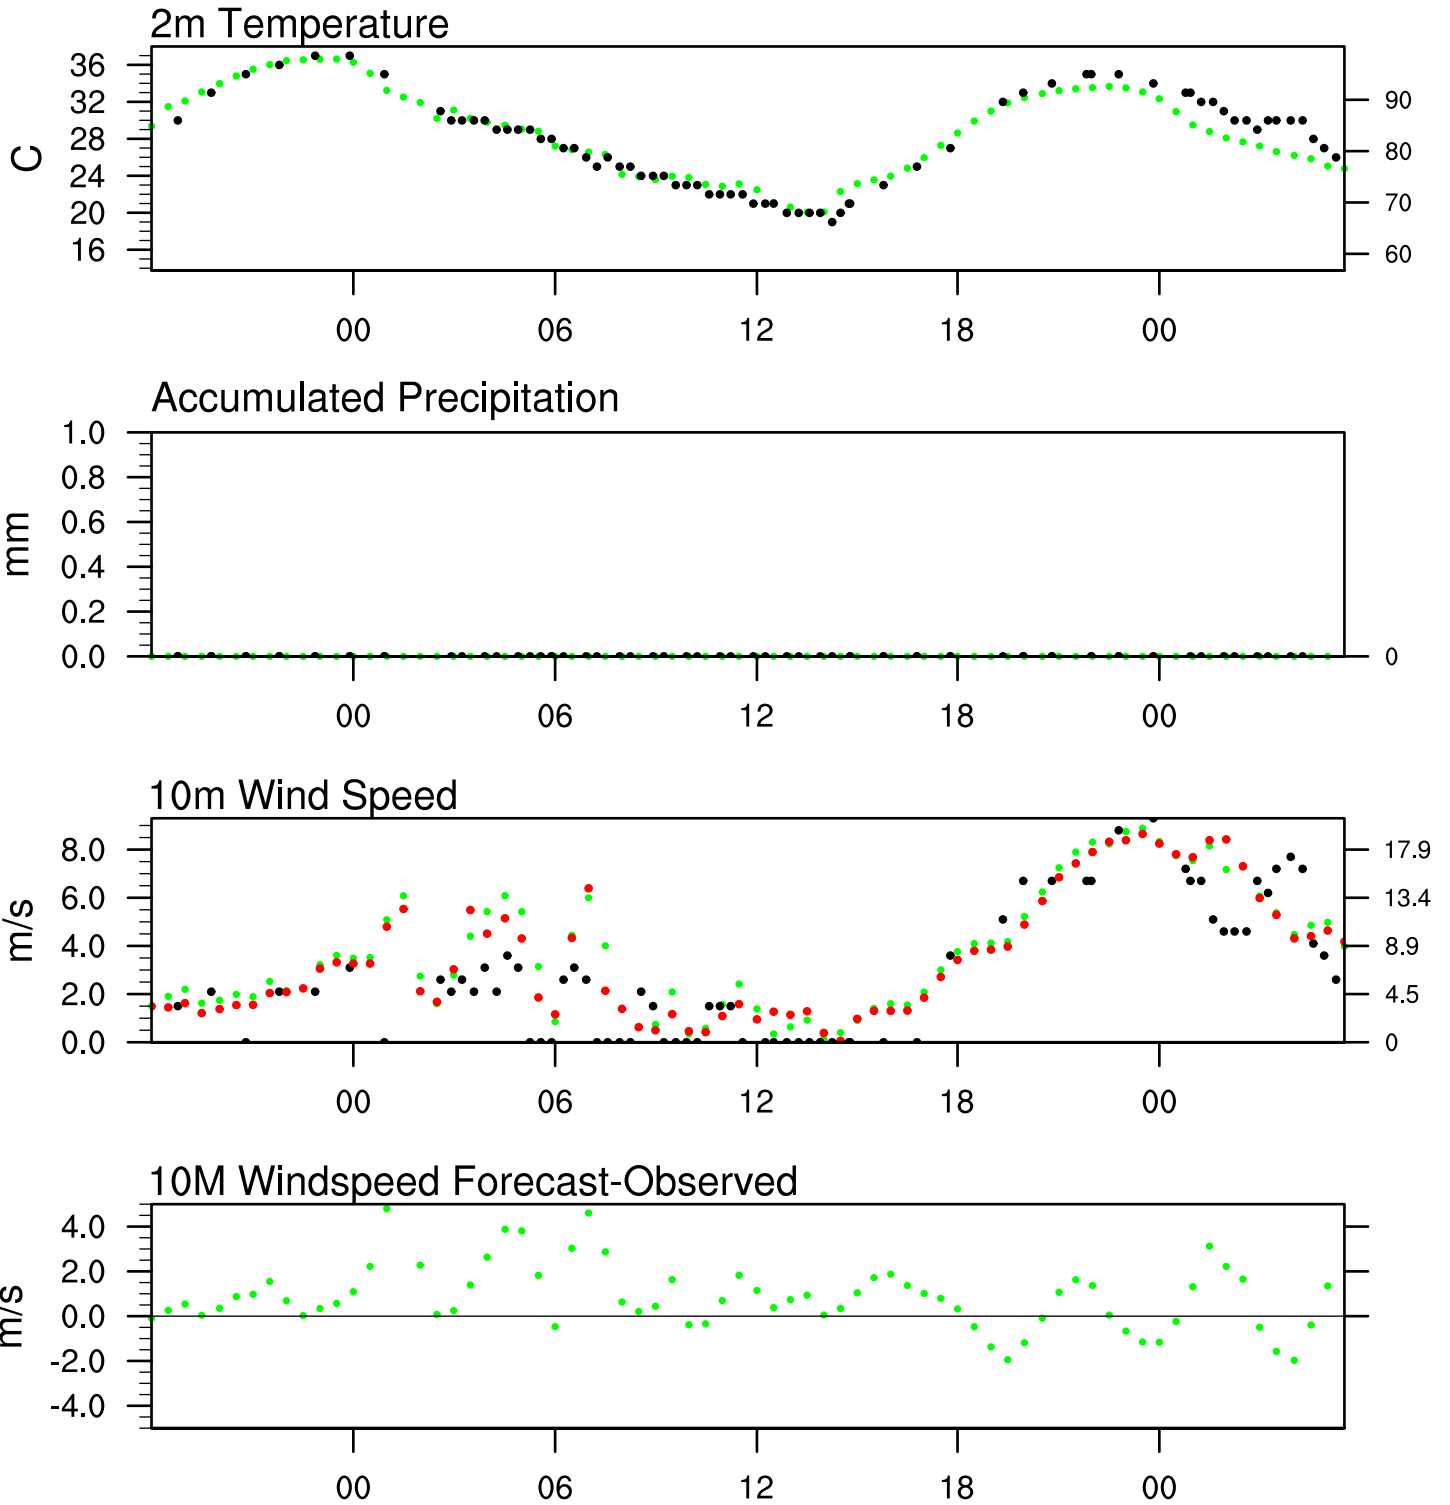 2m Temperature
36
32
28
24
20
16
C
90
80
70
60
00 06 12 18 00
Accumulated Precipitation
1.0
0.8
0.6
0.4
0.2
0.0
mm
0
00 06 12 18 00
10m Wind Speed
8.0
6.0
4.0
2.0
0.0
m/s
17.9
13.4
8.9
4.5
0
00 06 12 18 00
10M Windspeed Forecast-Observed
4.0
2.0
0.0
-2.0
-4.0
m/s
00 06 12 18 00